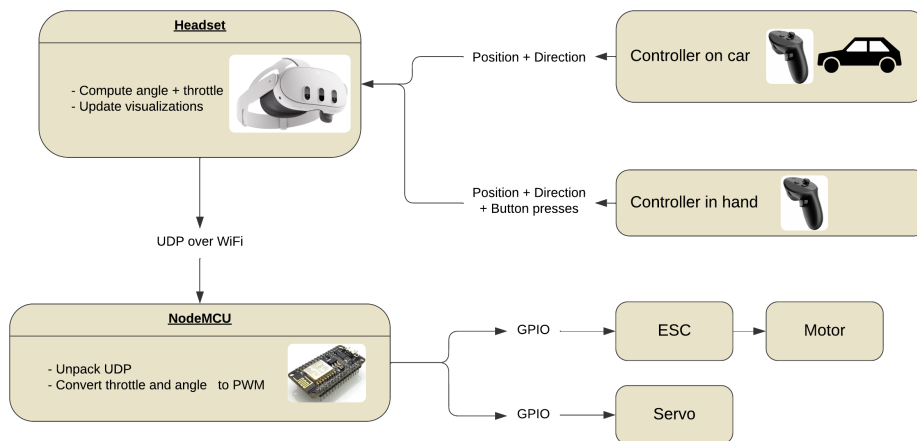 Headset
- Compute angle + throttle
- Update visualizations
Position + Direction
Controller on car
Position + Direction
+ Button presses
Controller in hand
UDP over WiFi
NodeMCU
- Unpack UDP
- Convert throttle and angle to PWM
GPIO
ESC
Motor
GPIO
Servo